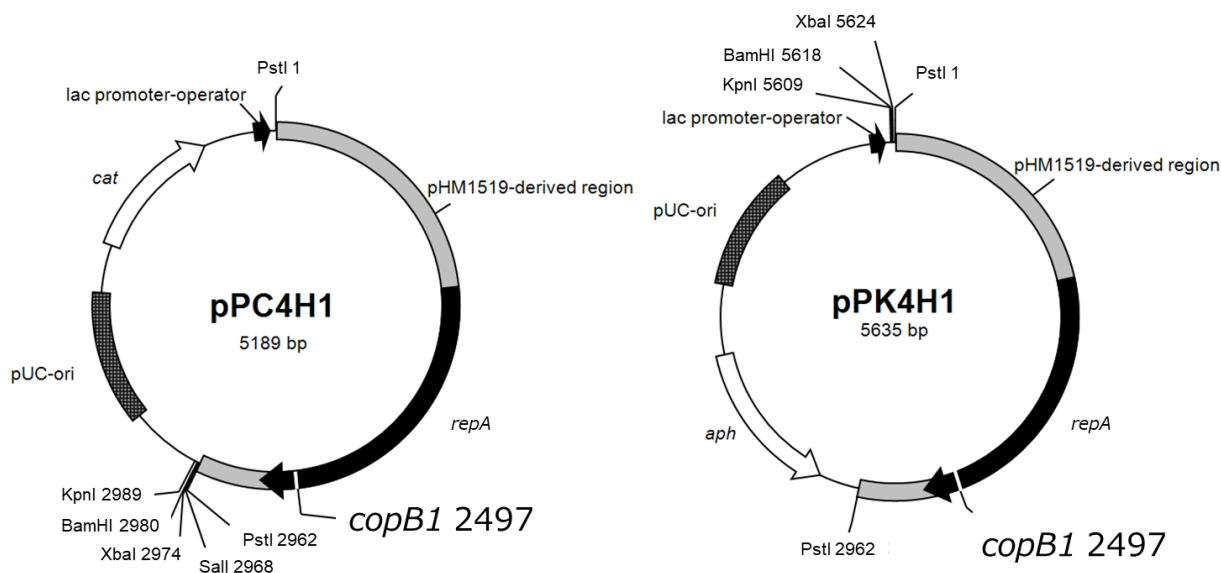 PstI 1
lac promoter-operator
cat
pHM1519-derived region
pPC4H1
5189 bp
pUC-ori
repA
KpnI 2989
BamHI 2980
XbaI 2974
SalI 2968
PstI 2962
copB1 2497
XbaI 5624
BamHI 5618
KpnI 5609
PstI 1
lac promoter-operator
pHM1519-derived region
pUC-ori
pPK4H1
5635 bp
aph
repA
PstI 2962
copB1 2497